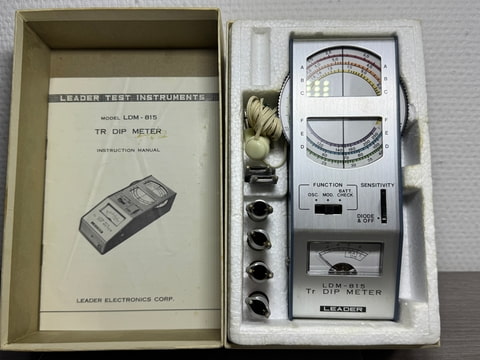 LEADER TEST INSTRUMENTS
MODEL LDM-815
TR DIP METER
INSTRUCTION MANUAL
LEADER ELECTRONICS CORP.
A
B
C
A
B
C
F
E
D
F
E
D
FUNCTION
OSC. MOD. BATT. CHECK
SENSITIVITY
DIODE & OFF
LDM-815
Tr DIP METER
LEADER